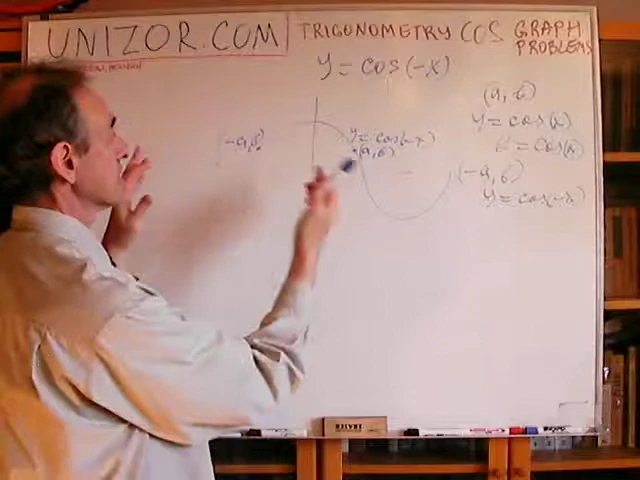 UNIZOR.COM
TRIGONOMETRY COS GRAPH
PROBLEMS
y = cos(-x)
(a, b)
y = cos(x)
b = cos(a)
(-a, b)
y = cos(-x)
y = cos(-x)
(a, b)
(-a, b)